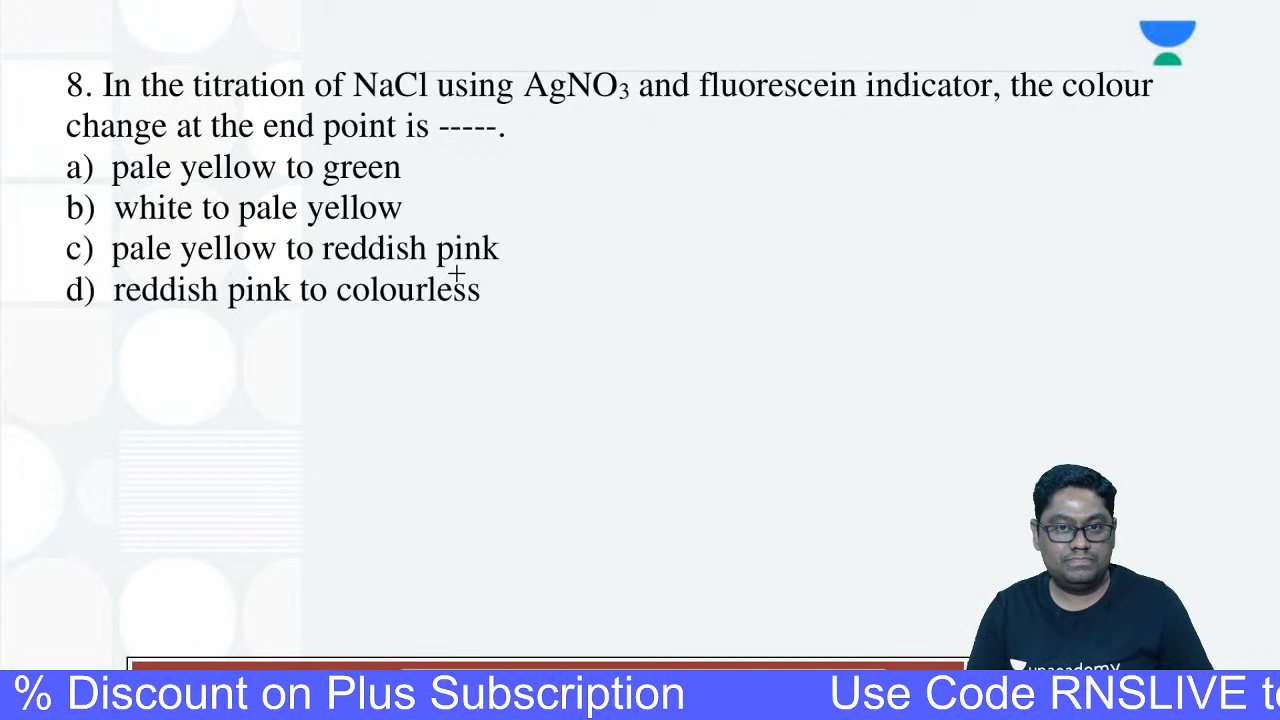 8. In the titration of NaCl using AgNO₃ and fluorescein indicator, the colour
change at the end point is -----.
a) pale yellow to green
b) white to pale yellow
c) pale yellow to reddish pink
d) reddish pink to colourless
unacademy
% Discount on Plus Subscription
Use Code RNSLIVE to